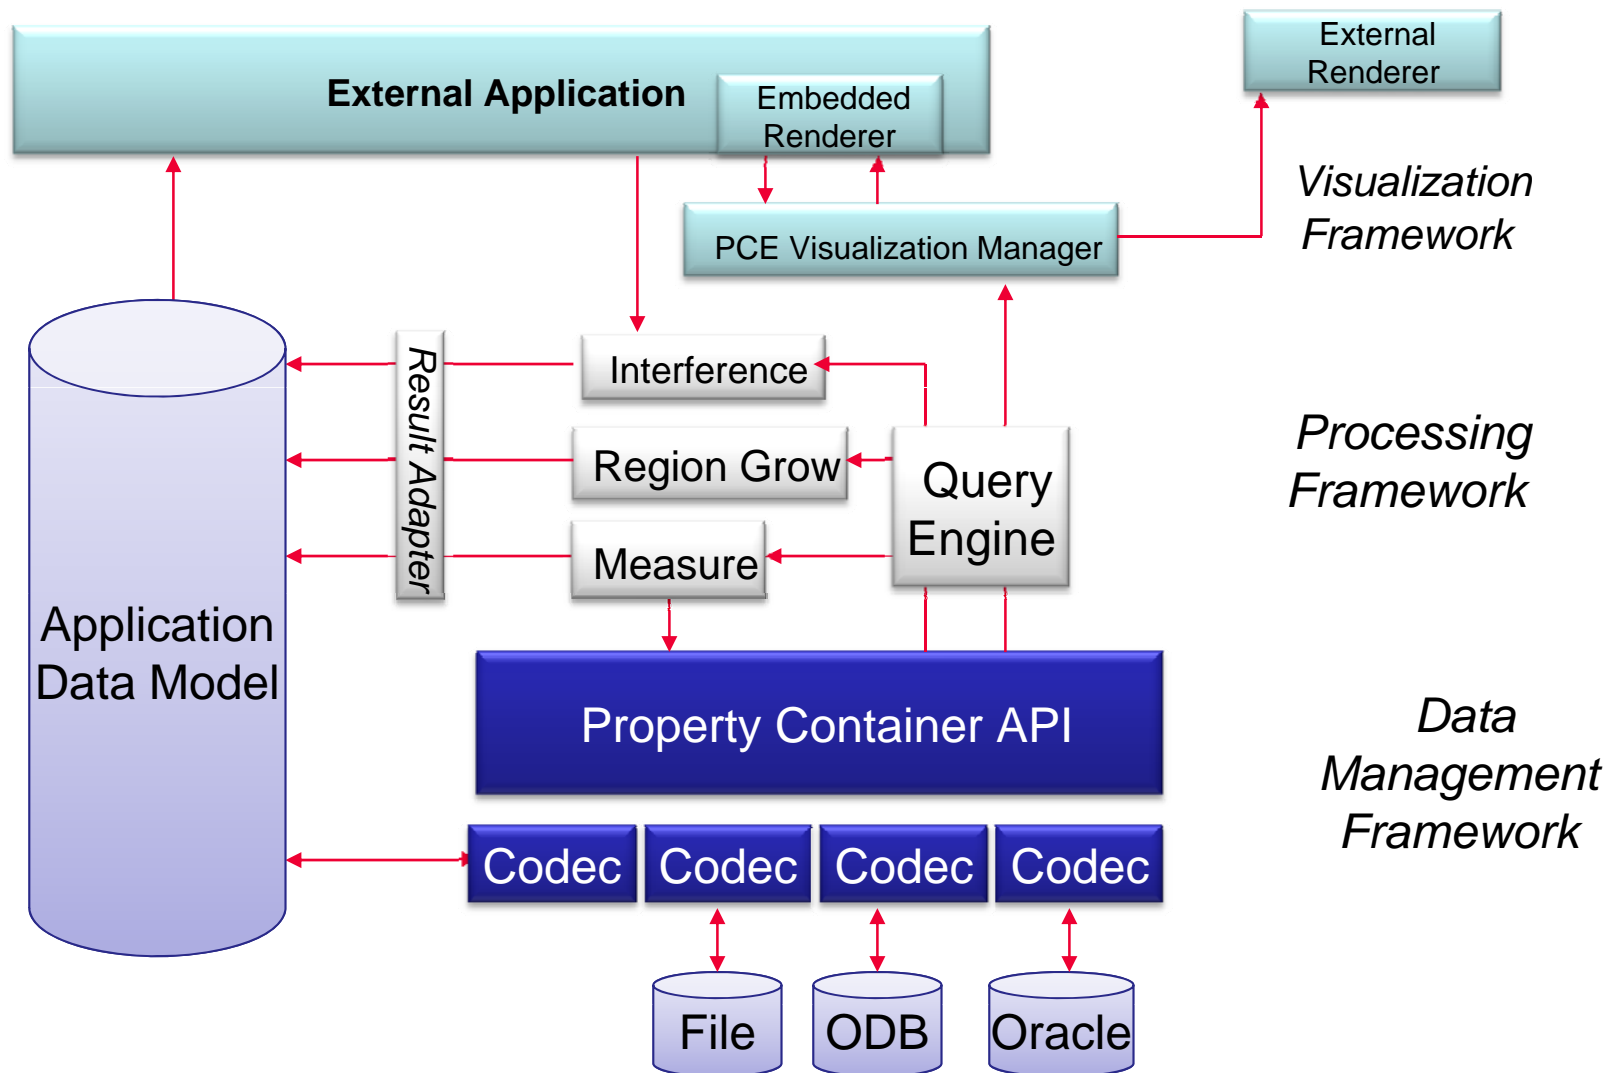 External
Renderer
External Application
Embedded
Renderer
Visualization
Framework
PCE Visualization Manager
Result Adapter
Interference
Region Grow
Measure
Query
Engine
Processing
Framework
Application
Data Model
Property Container API
Data
Management
Framework
Codec
Codec
Codec
Codec
File
ODB
Oracle